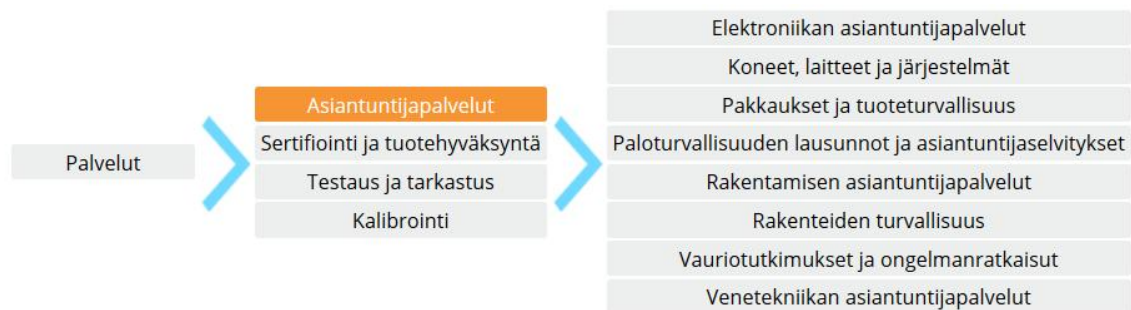 Palvelut
Asiantuntijapalvelut
Sertifiointi ja tuotehyväksyntä
Testaus ja tarkastus
Kalibrointi
Elektroniikan asiantuntijapalvelut
Koneet, laitteet ja järjestelmät
Pakkaukset ja tuoteturvallisuus
Paloturvallisuuden lausunnot ja asiantuntijaselvitykset
Rakentamisen asiantuntijapalvelut
Rakenteiden turvallisuus
Vauriotutkimukset ja ongelmanratkaisut
Venetekniikan asiantuntijapalvelut